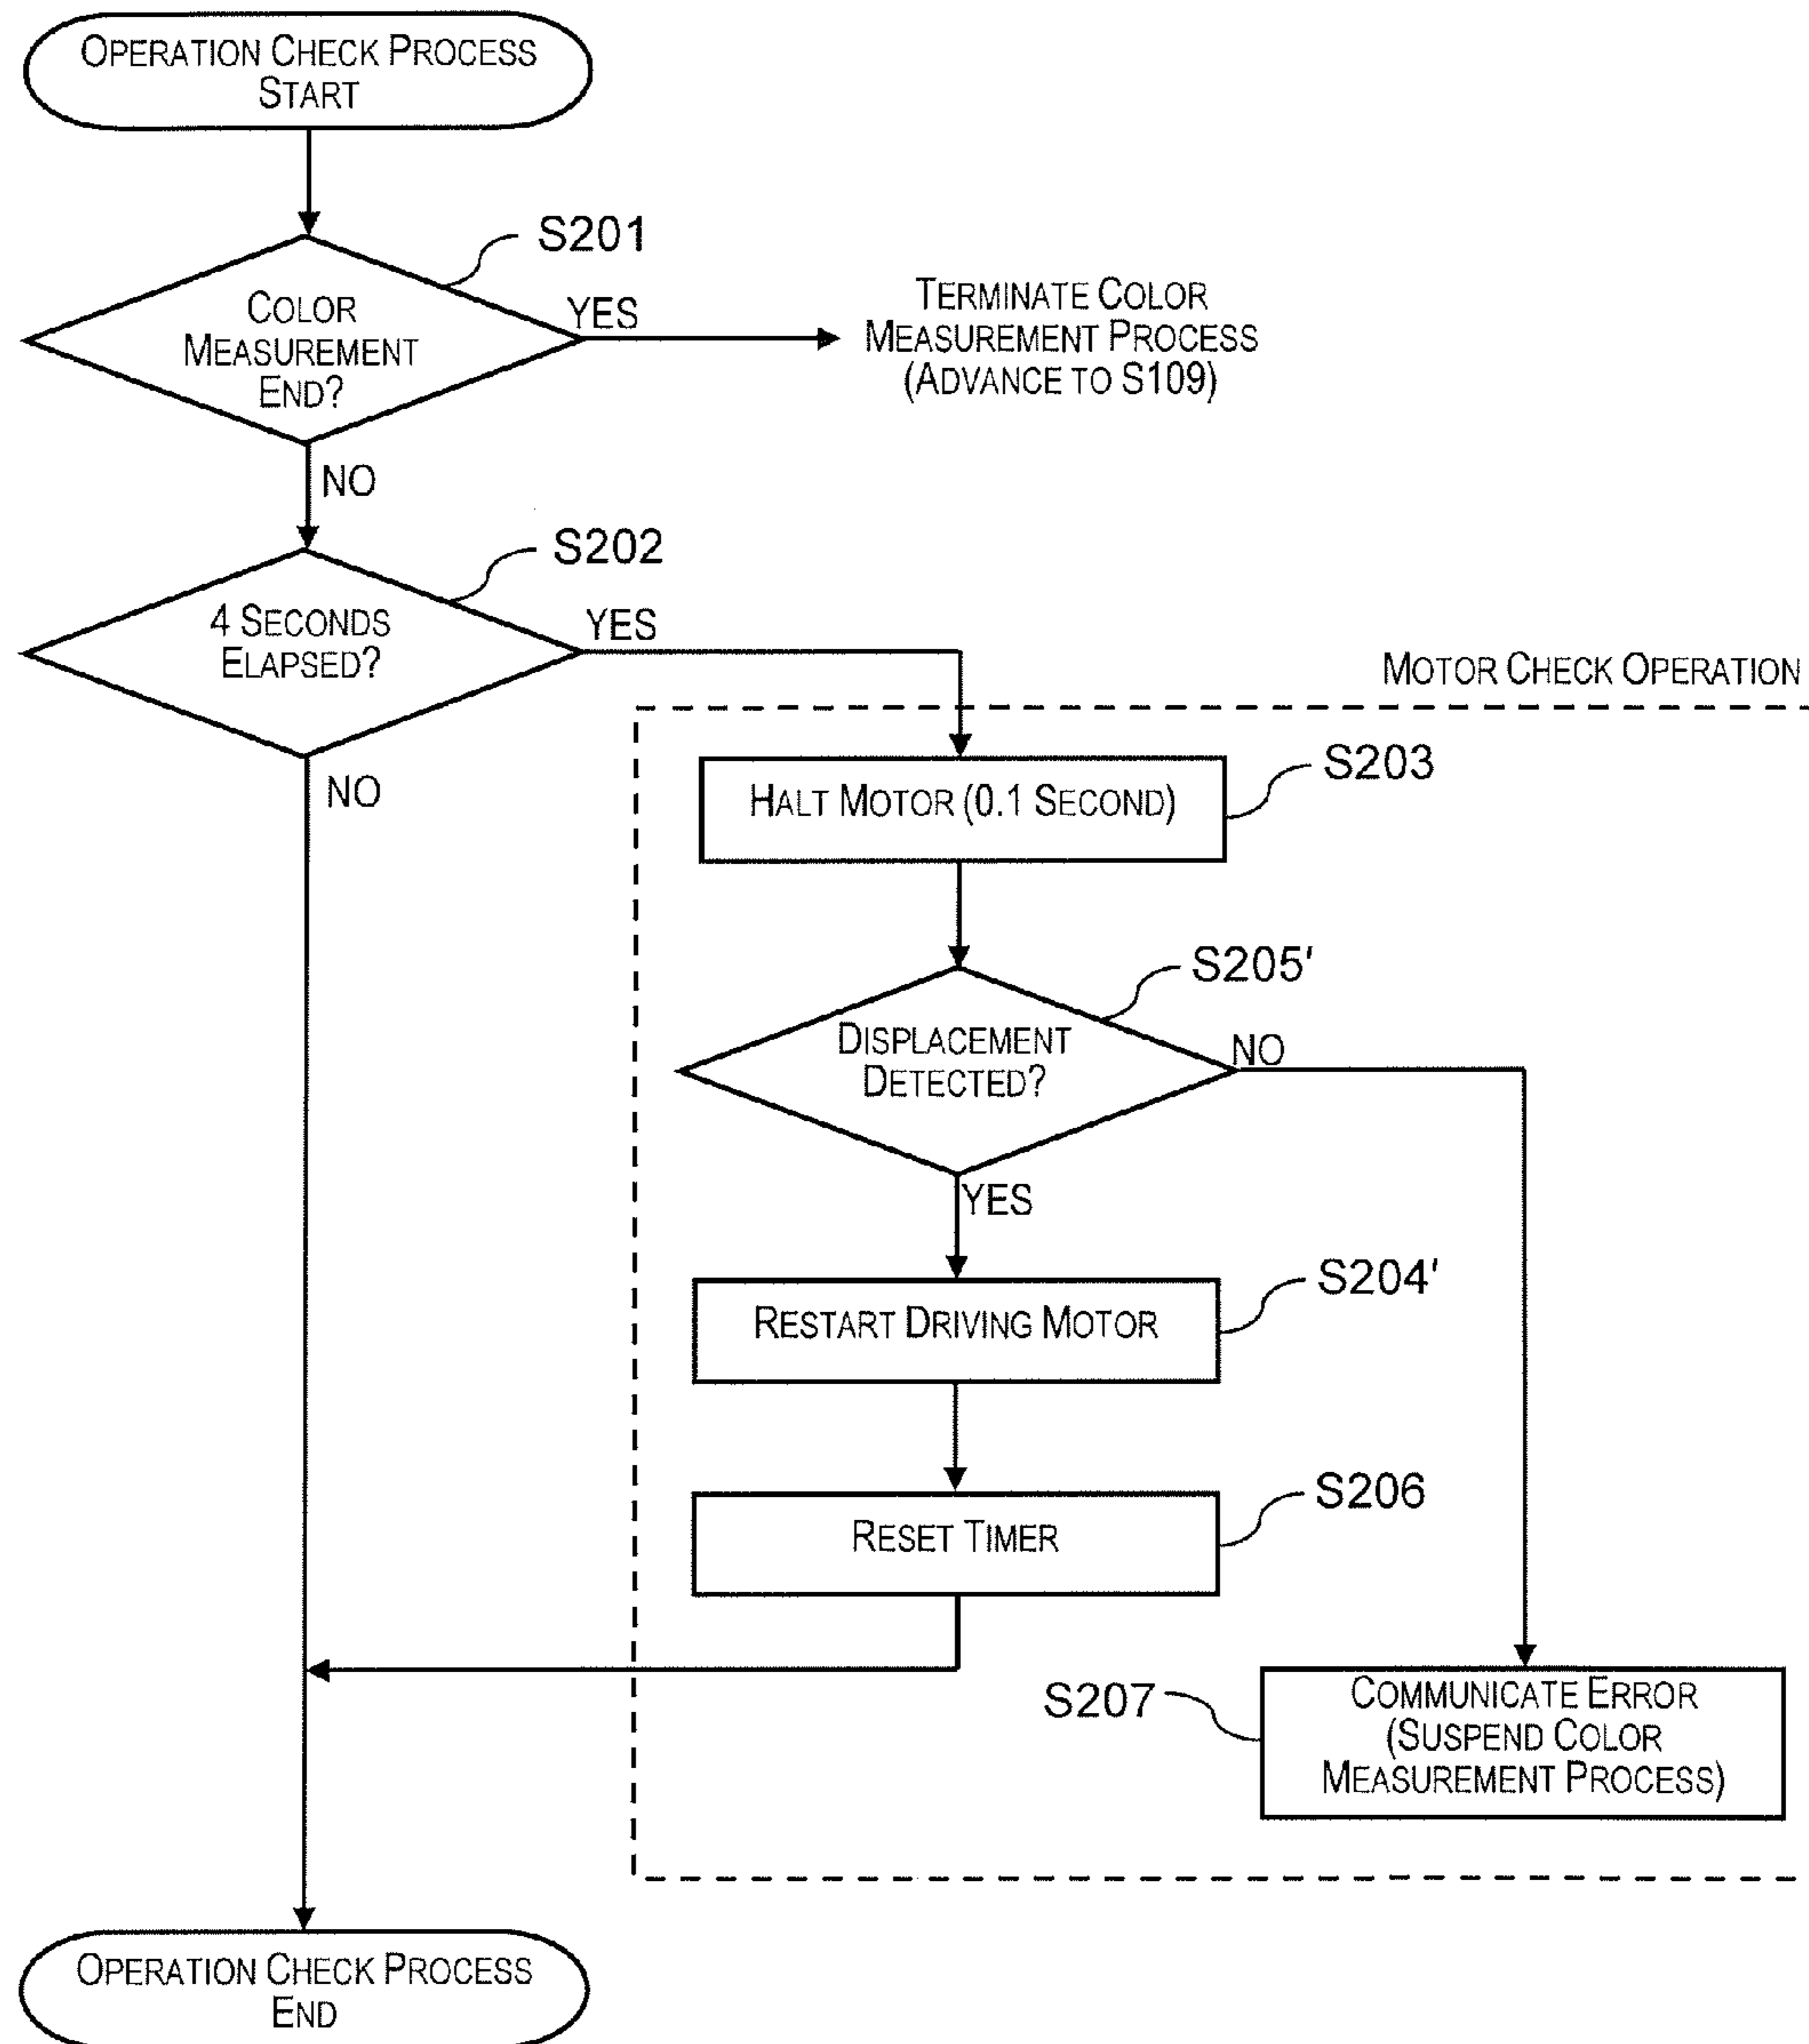 OPERATION CHECK PROCESS
START
S201
COLOR
MEASUREMENT
END?
YES
TERMINATE COLOR
MEASUREMENT PROCESS
(ADVANCE TO S109)
NO
S202
4 SECONDS
ELAPSED?
YES
NO
MOTOR CHECK OPERATION
HALT MOTOR (0.1 SECOND)
S203
S205'
DISPLACEMENT
DETECTED?
NO
YES
RESTART DRIVING MOTOR
S204'
RESET TIMER
S206
S207
COMMUNICATE ERROR
(SUSPEND COLOR
MEASUREMENT PROCESS)
OPERATION CHECK PROCESS
END